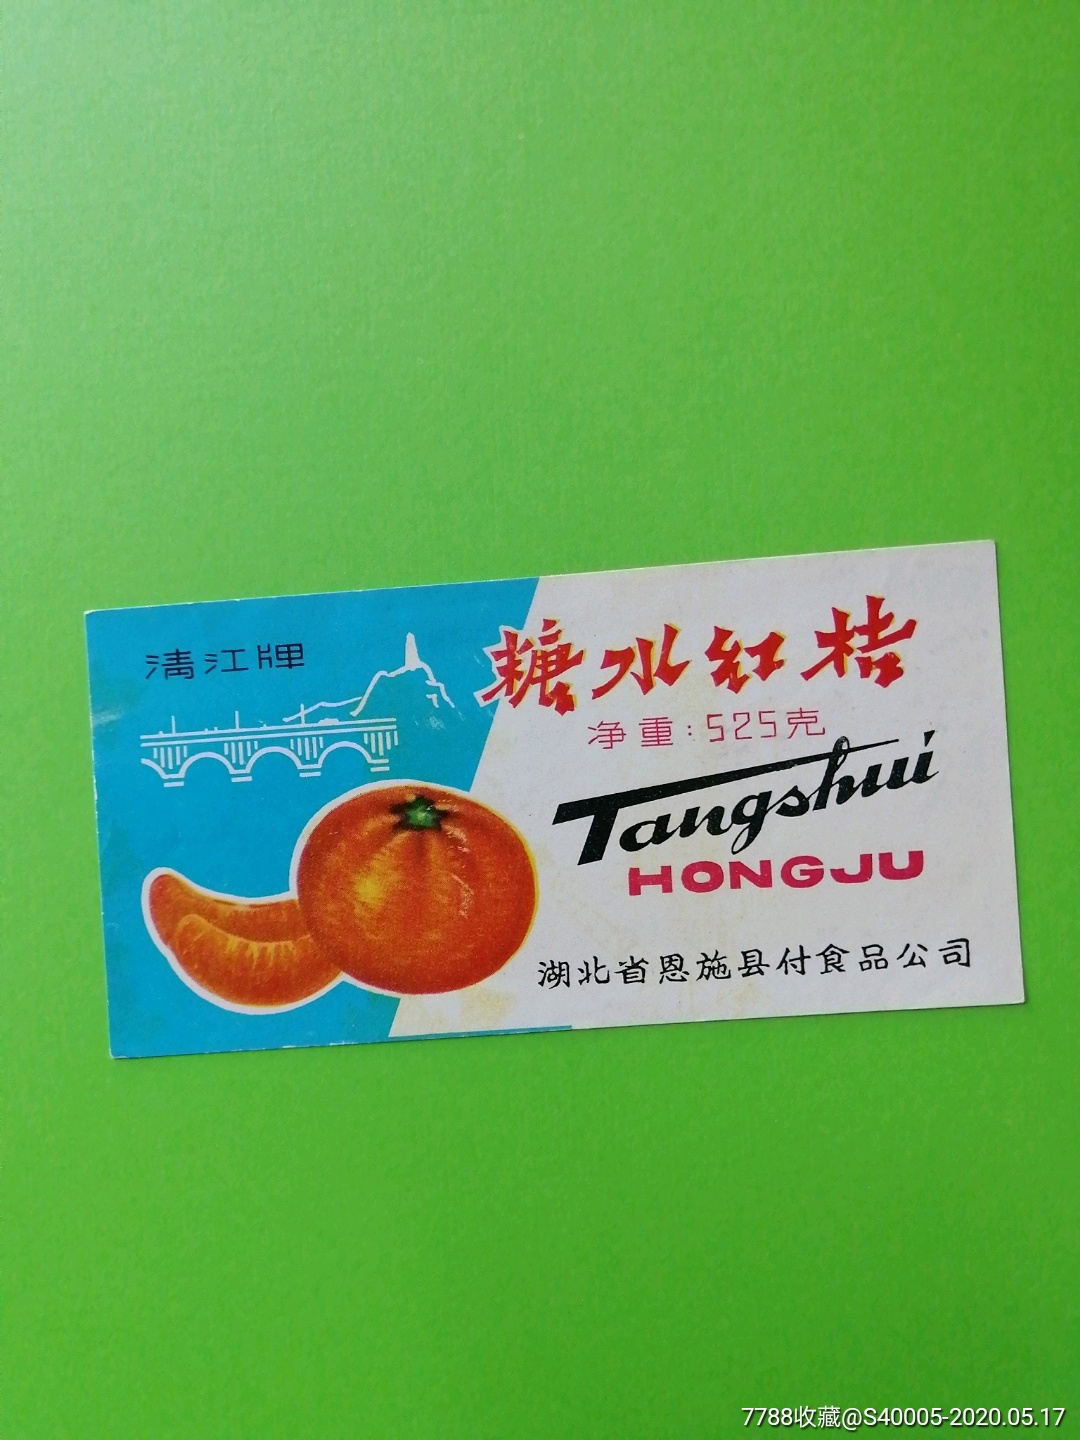 清江牌
糖水红桔
净重:525克
Tangshui
HONGJU
湖北省恩施县付食品公司
7788收藏@S40005-2020.05.17